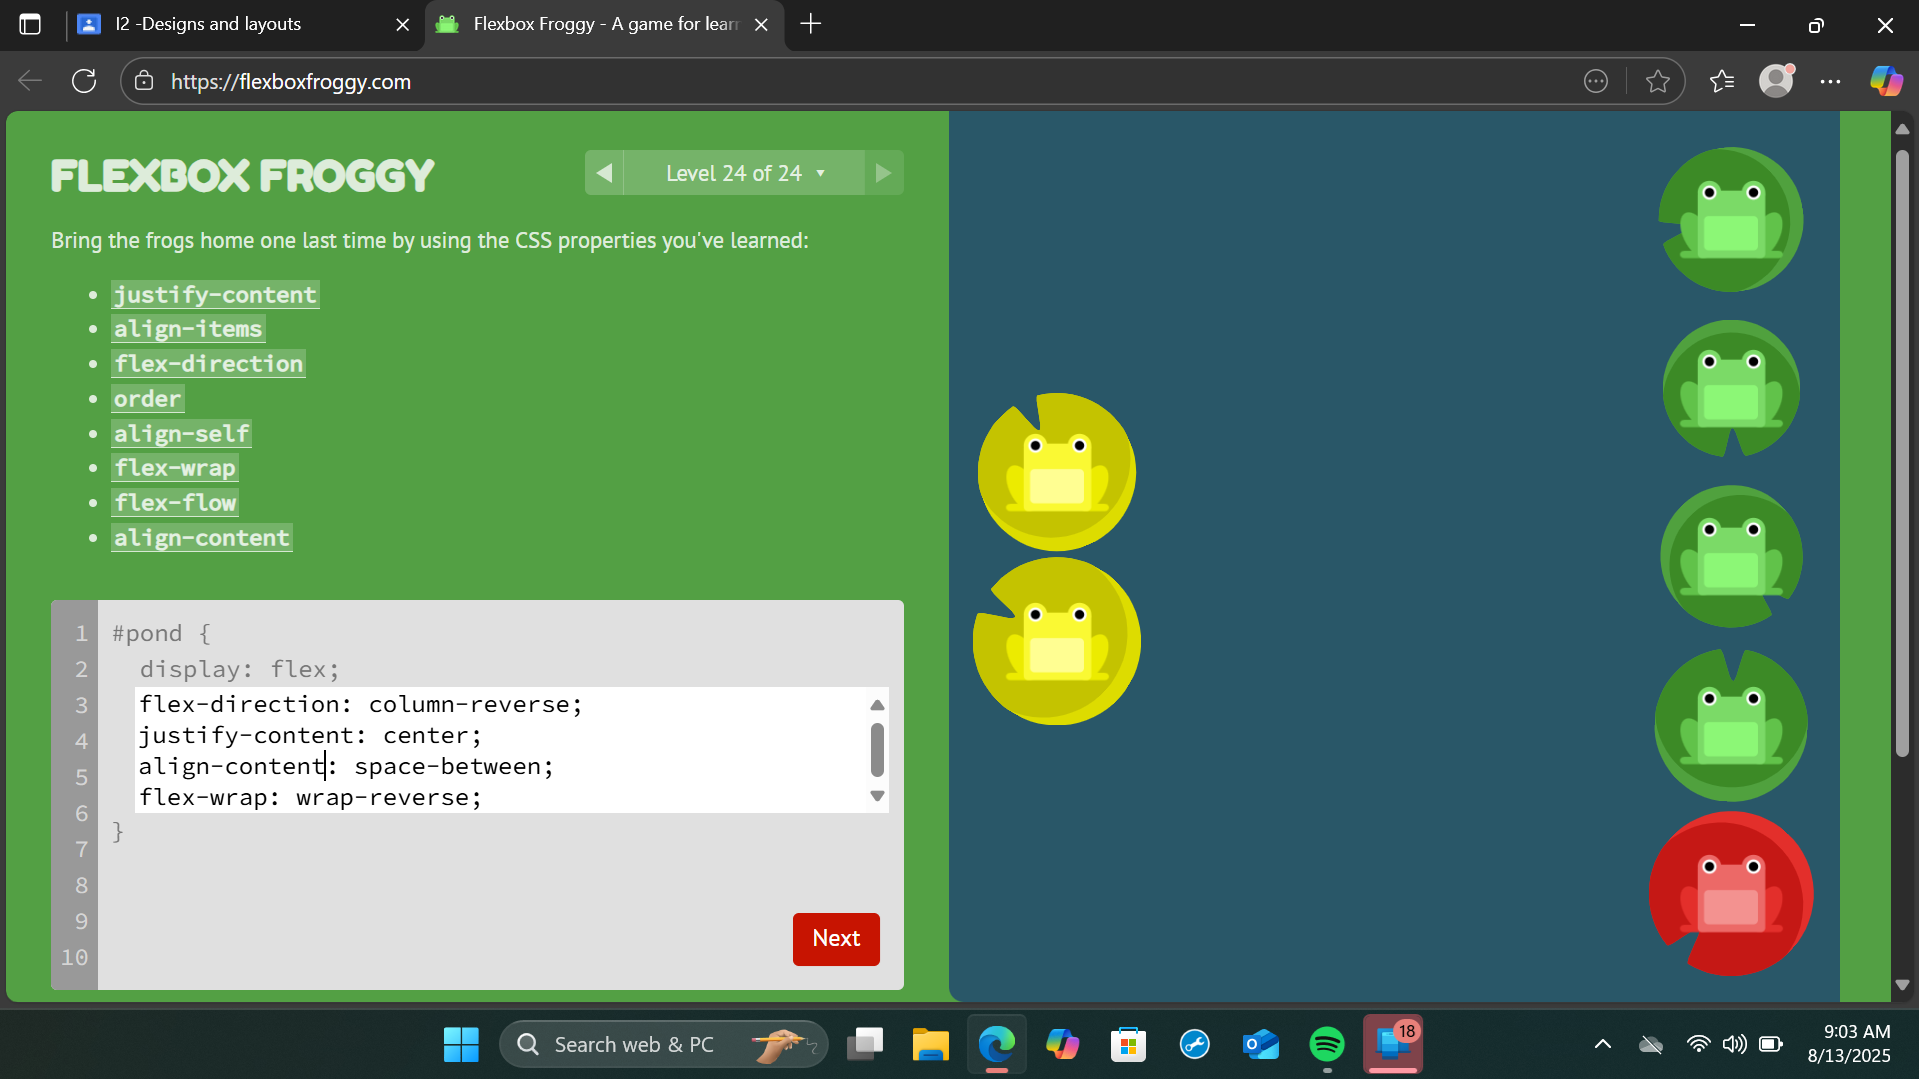 I2 -Designs and layouts
Flexbox Froggy - A game for lear
https://flexboxfroggy.com
FLEXBOX FROGGY
Level 24 of 24
Bring the frogs home one last time by using the CSS properties you've learned:
justify-content
align-items
flex-direction
order
align-self
flex-wrap
flex-flow
align-content
1 #pond {
2 display: flex;
3 flex-direction: column-reverse;
4 justify-content: center;
5 align-content: space-between;
6 flex-wrap: wrap-reverse;
7 }
8
9
10
Next
Search web & PC
18
9:03 AM
8/13/2025